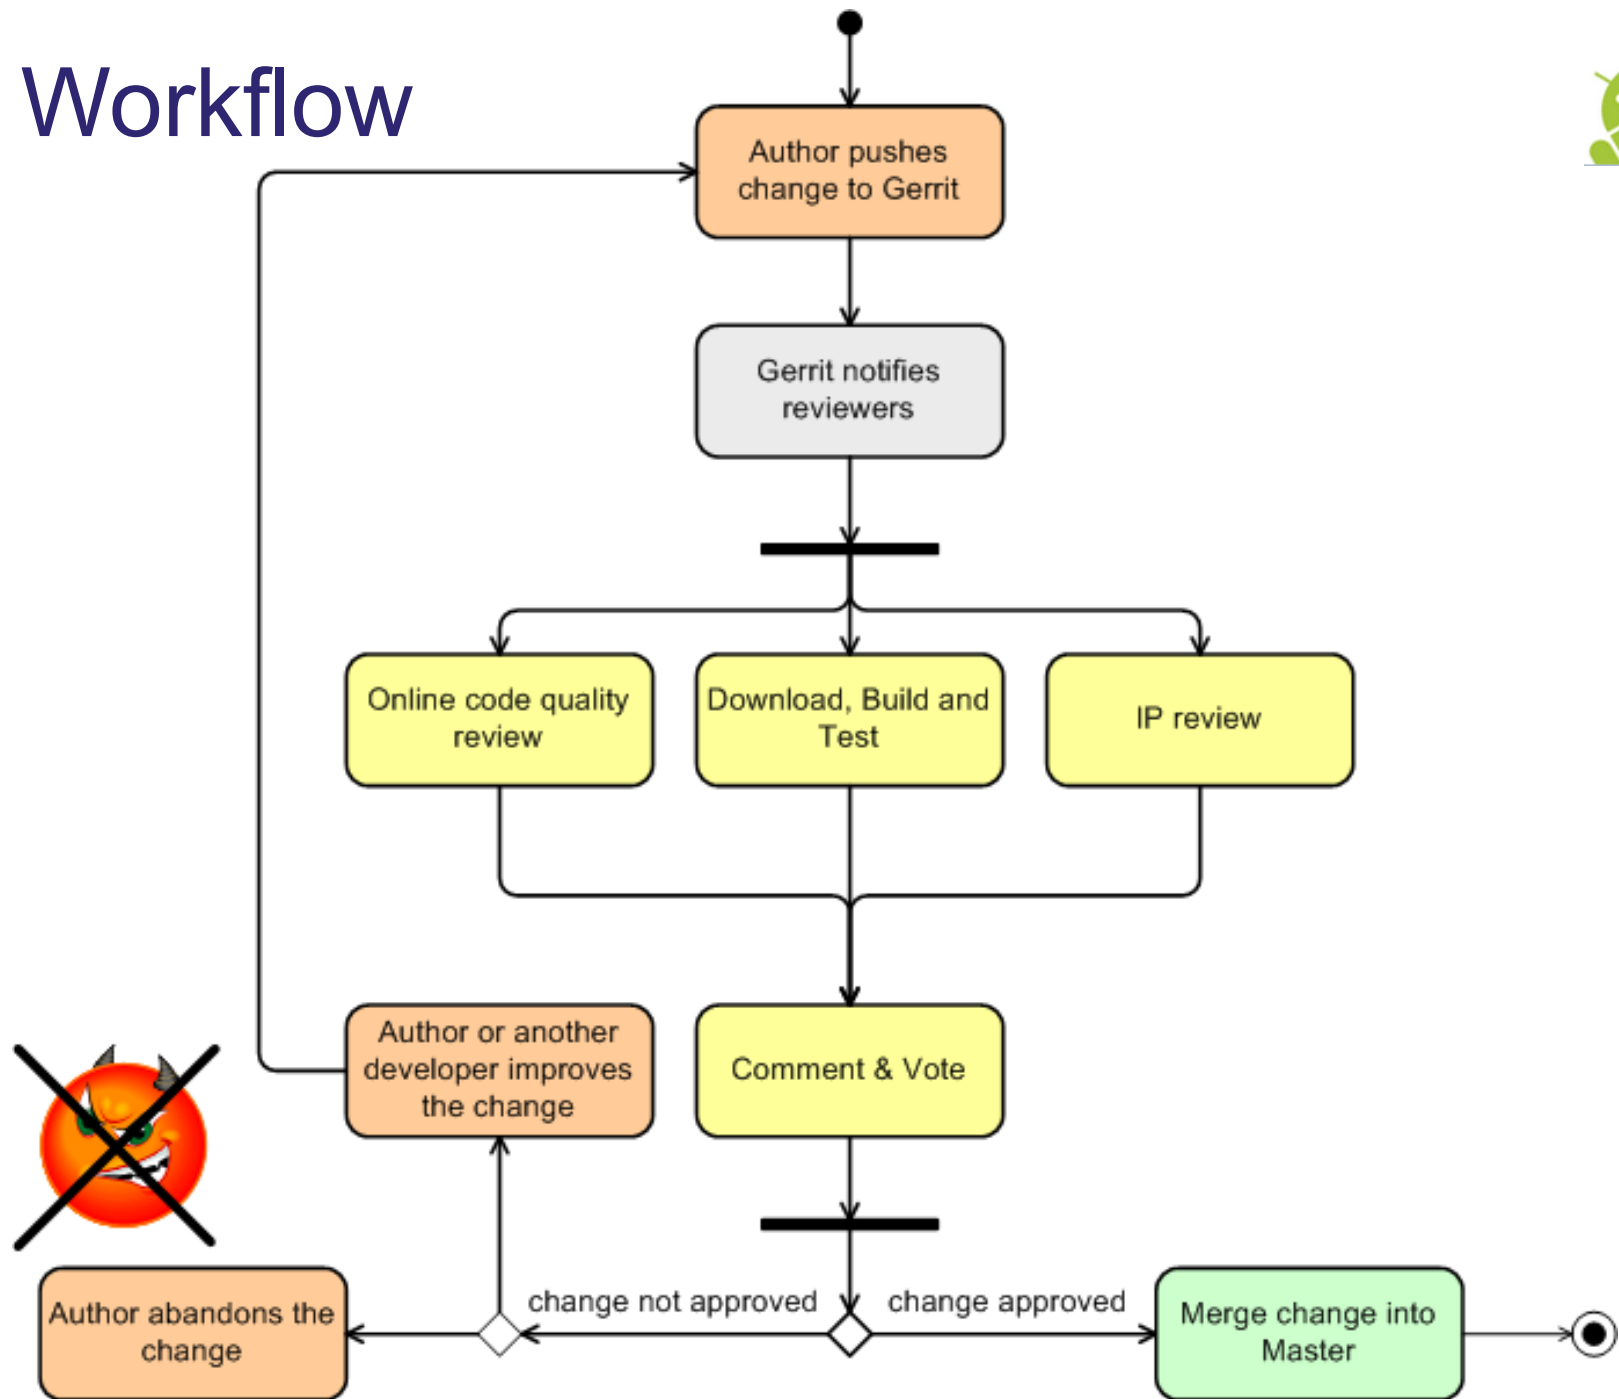 Workflow
Author pushes
change to Gerrit
Gerrit notifies
reviewers
Online code quality
review
Download, Build and
Test
IP review
Author or another
developer improves
the change
Comment & Vote
change not approved
change approved
Author abandons the
change
Merge change into
Master